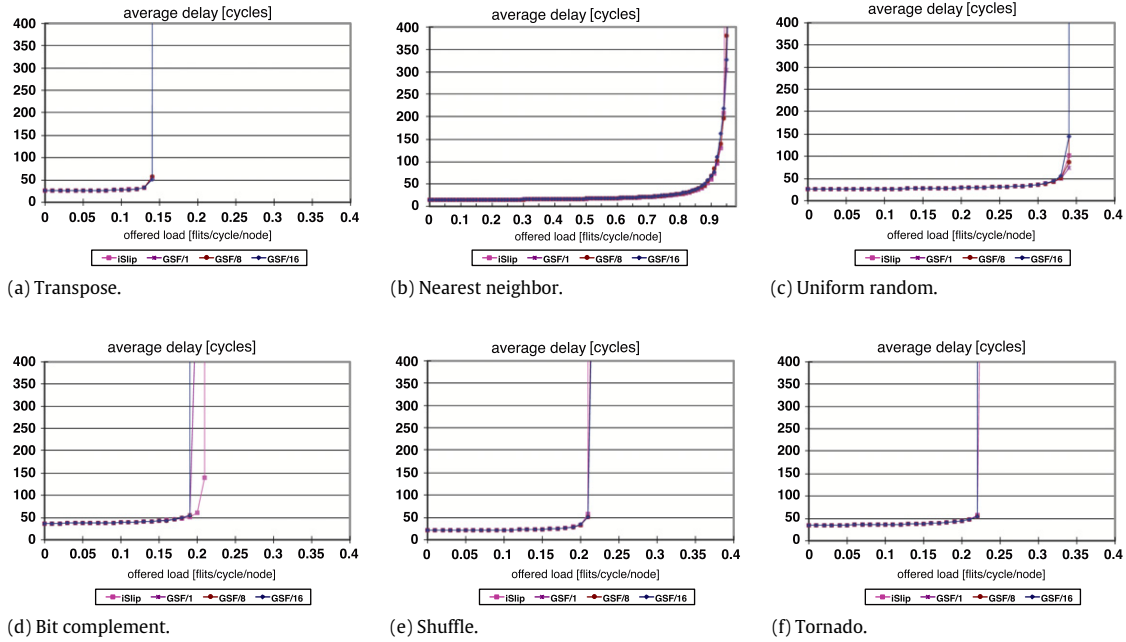 average delay [cycles]
400
350
300
250
200
150
100
50
0
0 0.05 0.1 0.15 0.2 0.25 0.3 0.35 0.4
offered load [flits/cycle/node]
iSlip GSF/1 GSF/8 GSF/16
(a) Transpose.
average delay [cycles]
400
350
300
250
200
150
100
50
0
0 0.1 0.2 0.3 0.4 0.5 0.6 0.7 0.8 0.9
offered load [flits/cycle/node]
iSlip GSF/1 GSF/8 GSF/16
(b) Nearest neighbor.
average delay [cycles]
400
350
300
250
200
150
100
50
0
0 0.05 0.1 0.15 0.2 0.25 0.3 0.35 0.4
offered load [flits/cycle/node]
iSlip GSF/1 GSF/8 GSF/16
(c) Uniform random.
average delay [cycles]
400
350
300
250
200
150
100
50
0
0 0.05 0.1 0.15 0.2 0.25 0.3 0.35 0.4
offered load [flits/cycle/node]
iSlip GSF/1 GSF/8 GSF/16
(d) Bit complement.
average delay [cycles]
400
350
300
250
200
150
100
50
0
0 0.05 0.1 0.15 0.2 0.25 0.3 0.35 0.4
offered load [flits/cycle/node]
iSlip GSF/1 GSF/8 GSF/16
(e) Shuffle.
average delay [cycles]
400
350
300
250
200
150
100
50
0
0 0.05 0.1 0.15 0.2 0.25 0.3 0.35 0.4
offered load [flits/cycle/node]
iSlip GSF/1 GSF/8 GSF/16
(f) Tornado.